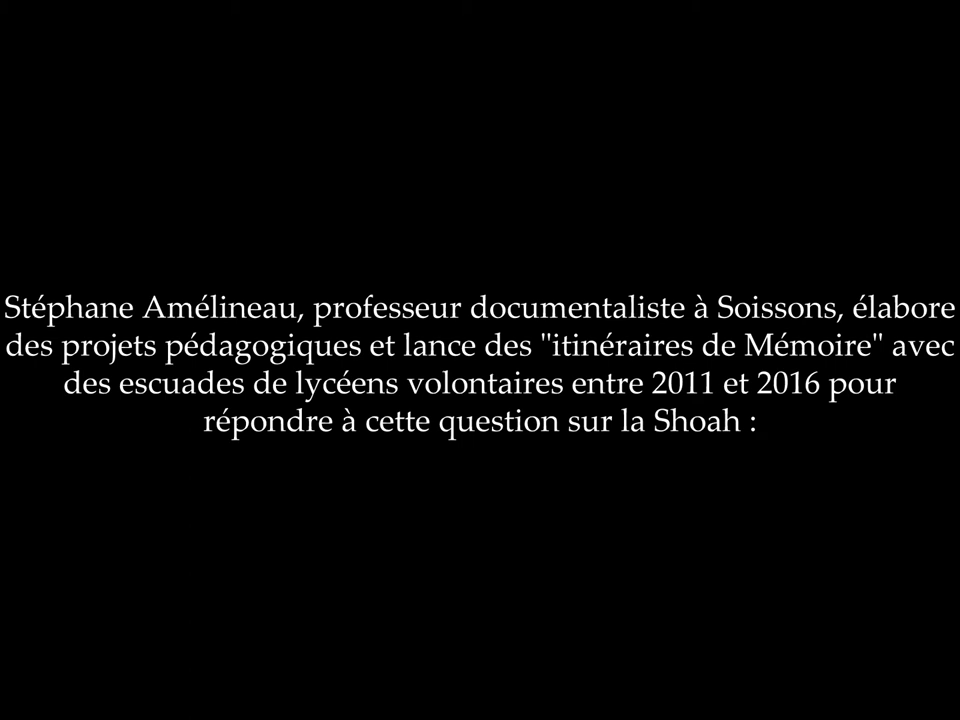 Stéphane Amélineau, professeur documentaliste à Soissons, élabore
des projets pédagogiques et lance des "itinéraires de Mémoire" avec
des escuades de lycéens volontaires entre 2011 et 2016 pour
répondre à cette question sur la Shoah :